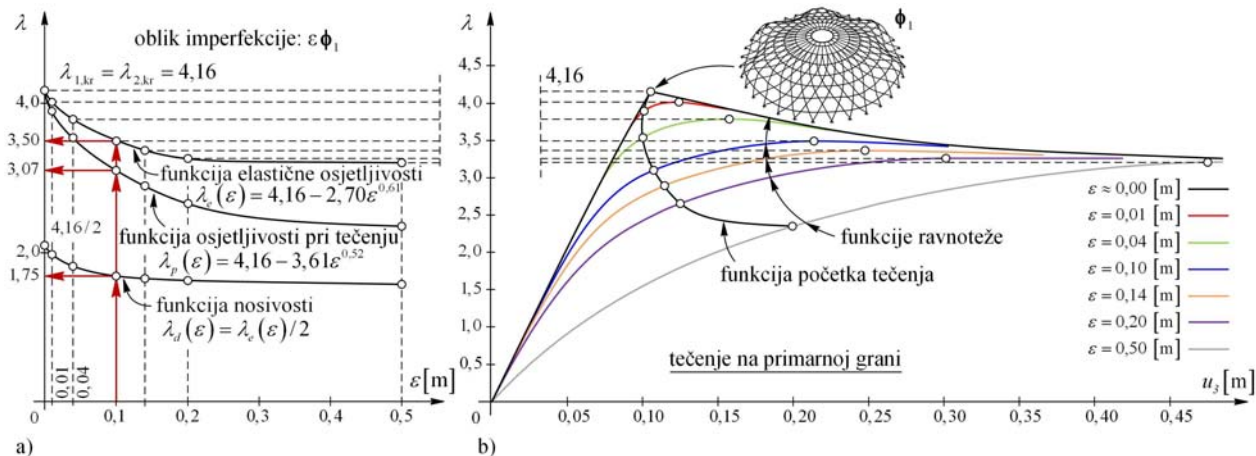 λ
oblik imperfekcije: εϕ₁
λ₁,kr = λ₂,kr = 4,16
4,0
3,50
3,07
funkcija elastične osjetljivosti
λₑ(ε) = 4,16 − 2,70ε^0,61
4,16/2
funkcija osjetljivosti pri tečenju
λₚ(ε) = 4,16 − 3,61ε^0,52
2,0
1,75
funkcija nosivosti
λ_d(ε) = λₑ(ε)/2
0,01
0,04
ε[m]
0
0,1
0,2
0,3
0,4
0,5
a)
λ
ϕ₁
4,16
4,0
3,5
3,0
2,5
2,0
1,5
1,0
0,5
0
funkcije ravnoteže
funkcija početka tečenja
tečenje na primarnoj grani
ε ≈ 0,00 [m]
ε = 0,01 [m]
ε = 0,04 [m]
ε = 0,10 [m]
ε = 0,14 [m]
ε = 0,20 [m]
ε = 0,50 [m]
u₃[m]
0,05
0,10
0,15
0,20
0,25
0,30
0,35
0,40
0,45
b)